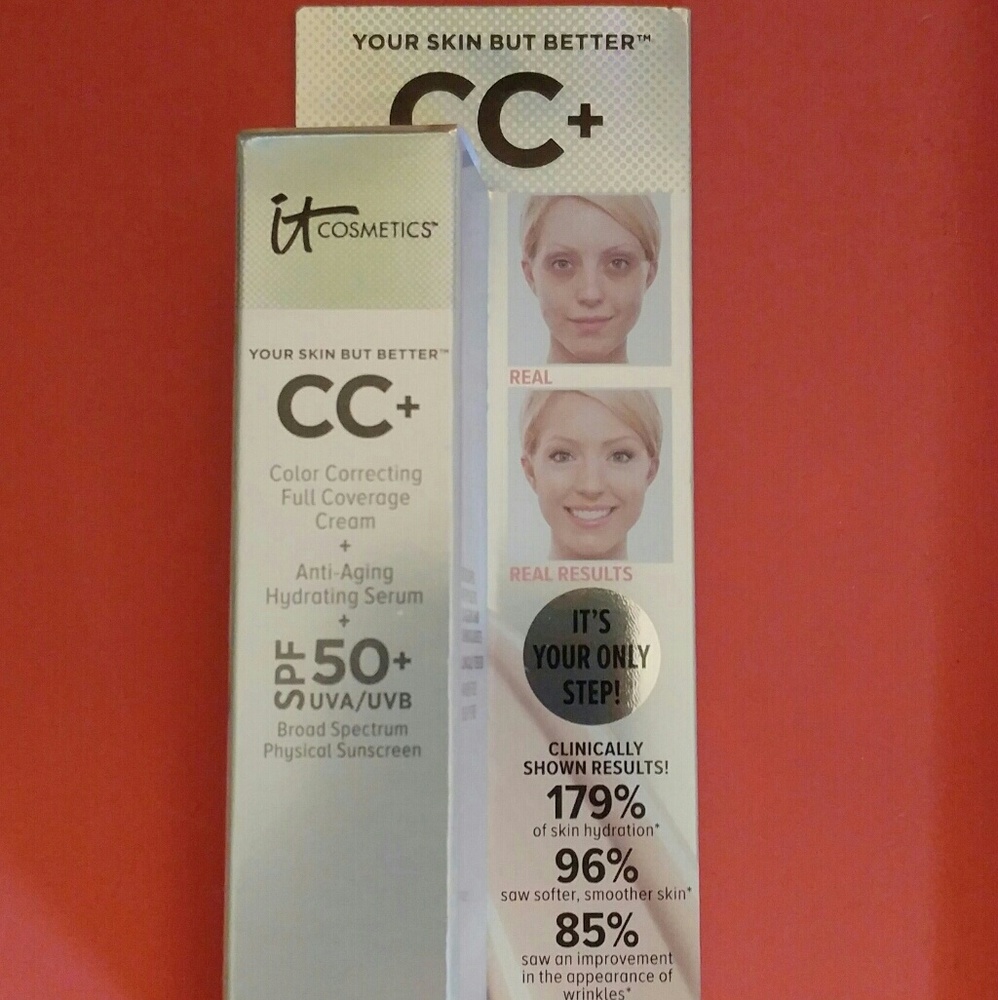 YOUR SKIN BUT BETTER™
CC+
it COSMETICS™
YOUR SKIN BUT BETTER™
CC+
Color Correcting
Full Coverage
Cream
+
Anti-Aging
Hydrating Serum
+
SPF 50+
UVA/UVB
Broad Spectrum
Physical Sunscreen
REAL
REAL RESULTS
IT'S
YOUR ONLY
STEP!
CLINICALLY
SHOWN RESULTS!
179%
of skin hydration*
96%
saw softer, smoother skin*
85%
saw an improvement
in the appearance of
wrinkles*